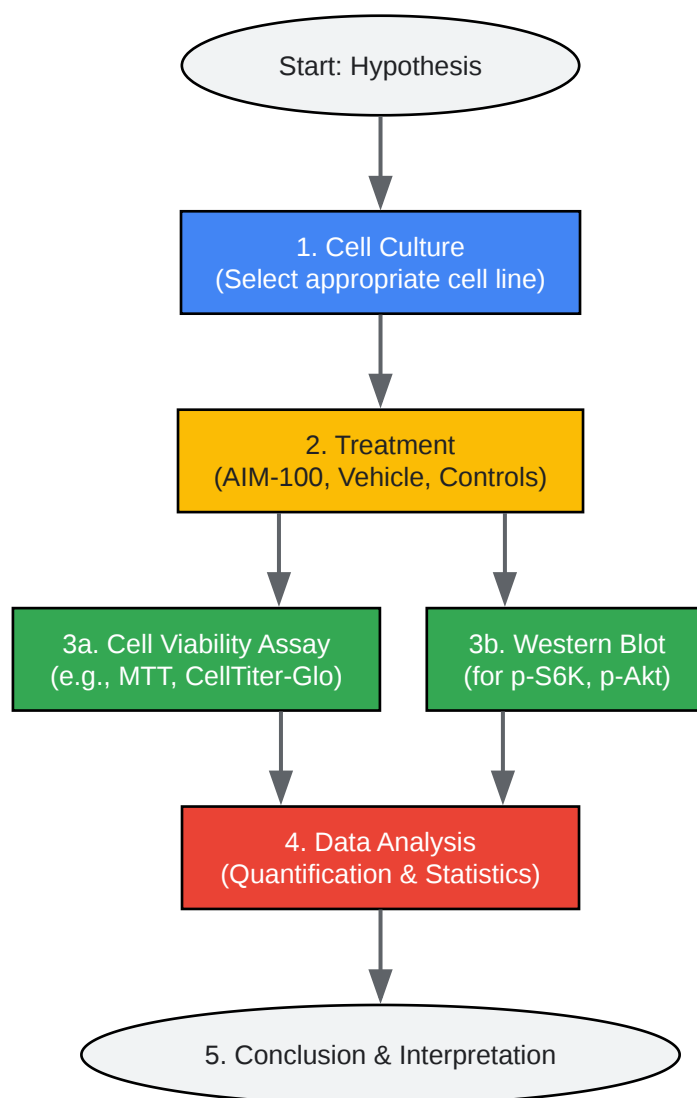 Start: Hypothesis
1. Cell Culture
(Select appropriate cell line)
2. Treatment
(AIM-100, Vehicle, Controls)
3a. Cell Viability Assay
(e.g., MTT, CellTiter-Glo)
3b. Western Blot
(for p-S6K, p-Akt)
4. Data Analysis
(Quantification & Statistics)
5. Conclusion & Interpretation